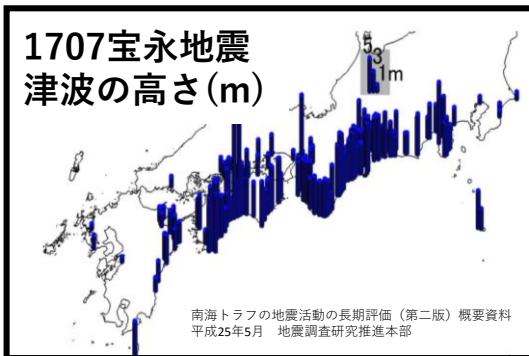 1707宝永地震
津波の高さ(m)
5
3
1m
南海トラフの地震活動の長期評価（第二版）概要資料
平成25年5月　地震調査研究推進本部